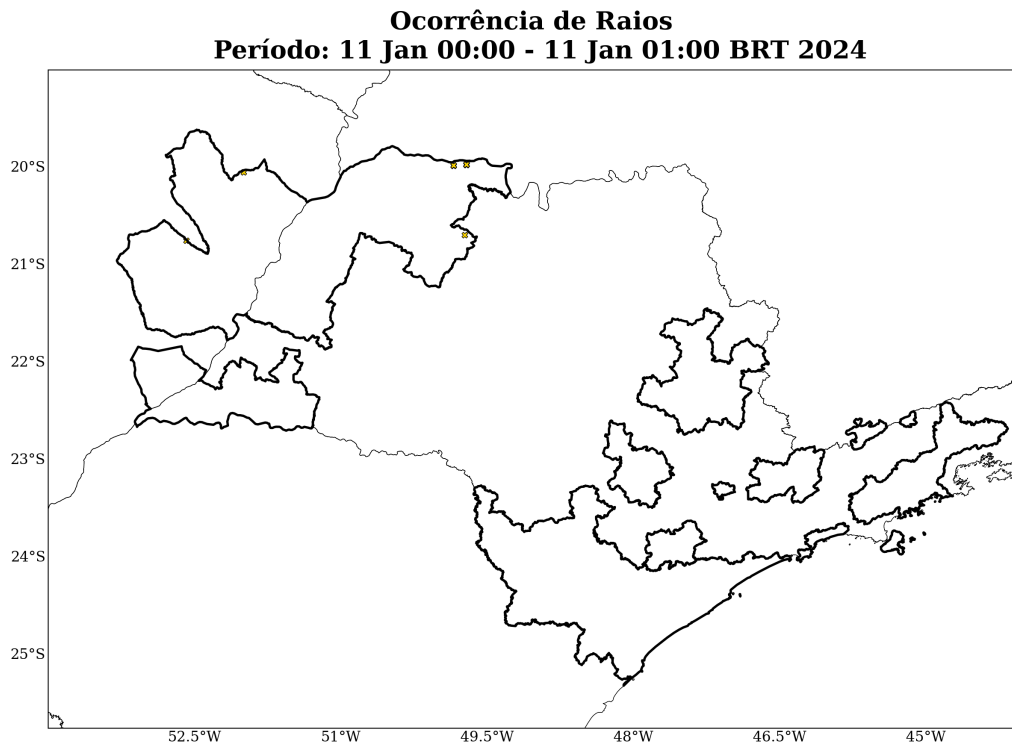 Ocorrência de Raios
Período: 11 Jan 00:00 - 11 Jan 01:00 BRT 2024
20°S
21°S
22°S
23°S
24°S
25°S
52.5°W 51°W 49.5°W 48°W 46.5°W 45°W